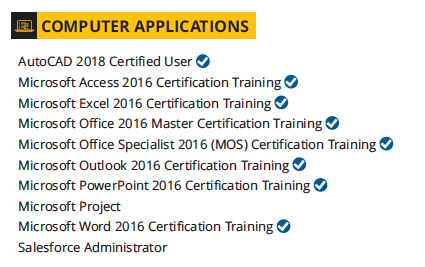 COMPUTER APPLICATIONS
AutoCAD 2018 Certified User
Microsoft Access 2016 Certification Training
Microsoft Excel 2016 Certification Training
Microsoft Office 2016 Master Certification Training
Microsoft Office Specialist 2016 (MOS) Certification Training
Microsoft Outlook 2016 Certification Training
Microsoft PowerPoint 2016 Certification Training
Microsoft Project
Microsoft Word 2016 Certification Training
Salesforce Administrator